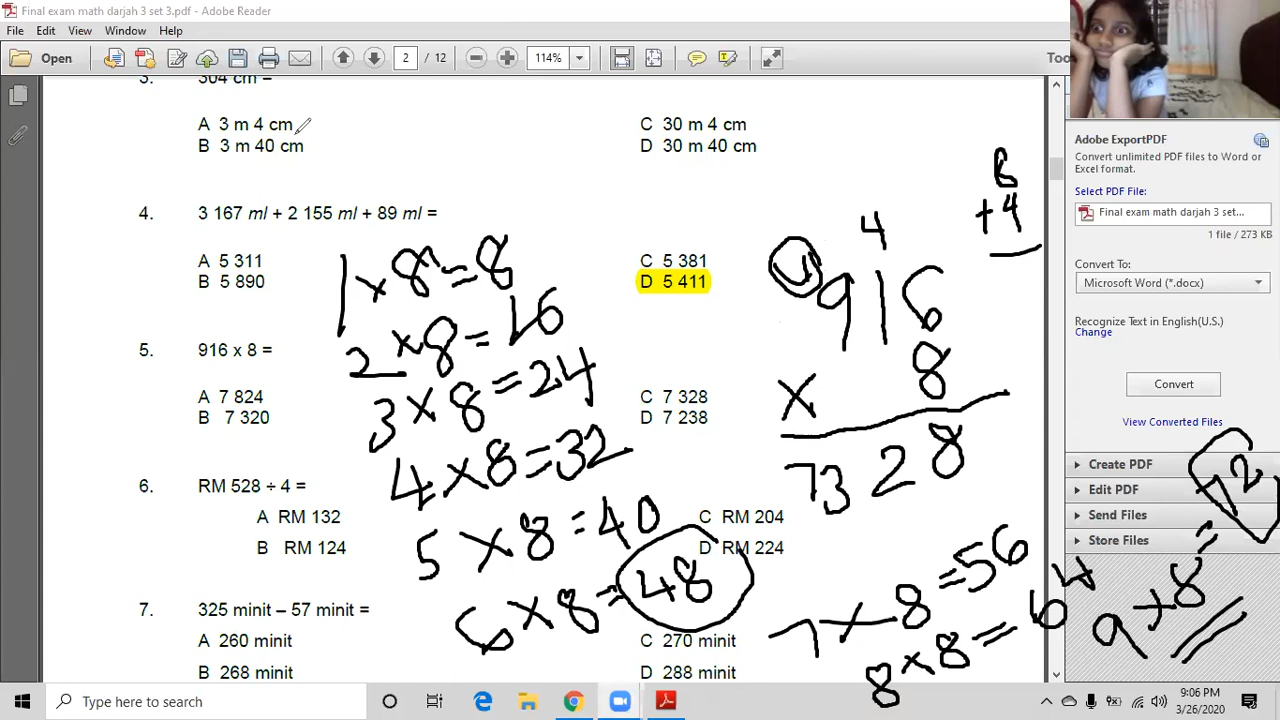 Final exam math darjah 3 set 3.pdf - Adobe Reader
File Edit View Window Help
Open 2 / 12 114% Too
3. 304 cm =
A 3 m 4 cm C 30 m 4 cm
B 3 m 40 cm D 30 m 40 cm
4. 3 167 ml + 2 155 ml + 89 ml =
A 5 311 C 5 381
B 5 890 D 5 411
5. 916 x 8 =
A 7 824 C 7 328
B 7 320 D 7 238
6. RM 528 ÷ 4 =
A RM 132 C RM 204
B RM 124 D RM 224
7. 325 minit – 57 minit =
A 260 minit C 270 minit
B 268 minit D 288 minit
1 x 8 = 8
2 x 8 = 16
3 x 8 = 24
4 x 8 = 32
5 x 8 = 40
6 x 8 = 48
7 x 8 = 56
8 x 8 = 64
9 x 8 = 72
8
+ 4
4
916
x 8
7328
Adobe ExportPDF
Convert unlimited PDF files to Word or
Excel format.
Select PDF File:
Final exam math darjah 3 set...
1 file / 273 KB
Convert To:
Microsoft Word (*.docx)
Recognize Text in English(U.S.)
Change
Convert
View Converted Files
Create PDF
Edit PDF
Send Files
Store Files
Type here to search
9:06 PM
3/26/2020